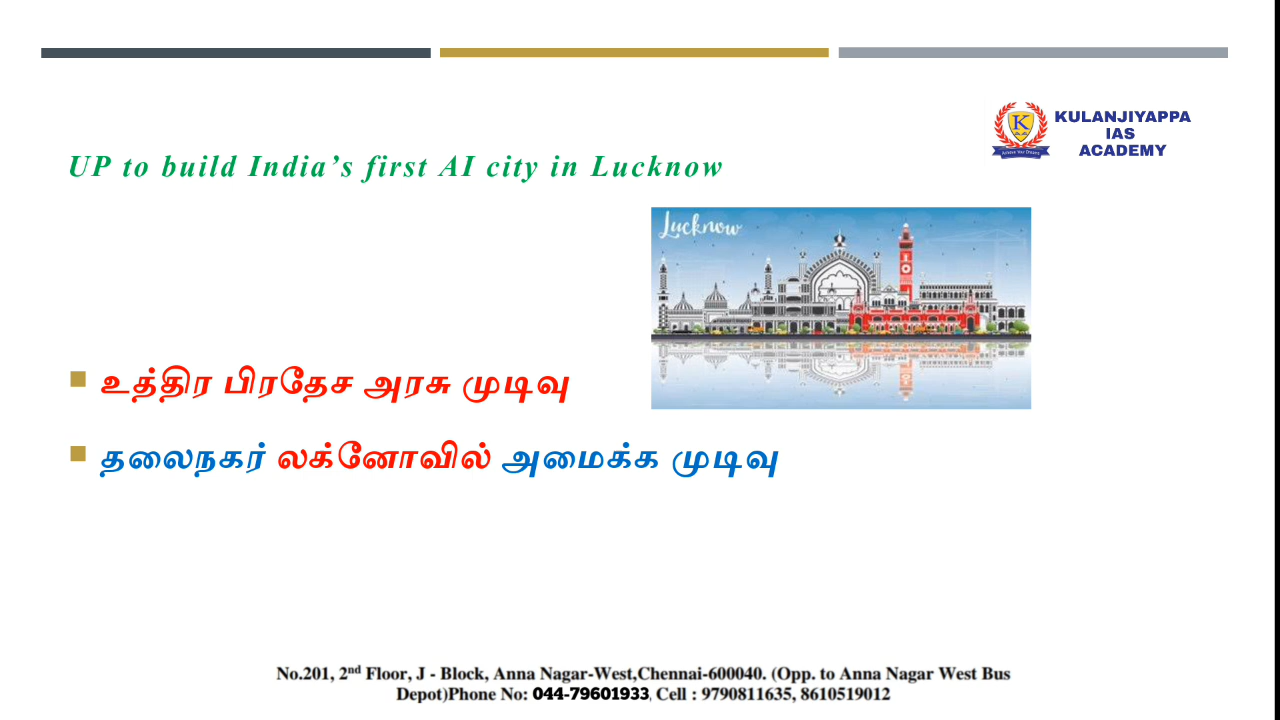 KULANJIYAPPA
IAS
ACADEMY
UP to build India’s first AI city in Lucknow
Lucknow
உத்திர பிரதேச அரசு முடிவு
தலைநகர் லக்னோவில் அமைக்க முடிவு
No.201, 2nd Floor, J - Block, Anna Nagar-West,Chennai-600040. (Opp. to Anna Nagar West Bus
Depot)Phone No: 044-79601933, Cell : 9790811635, 8610519012